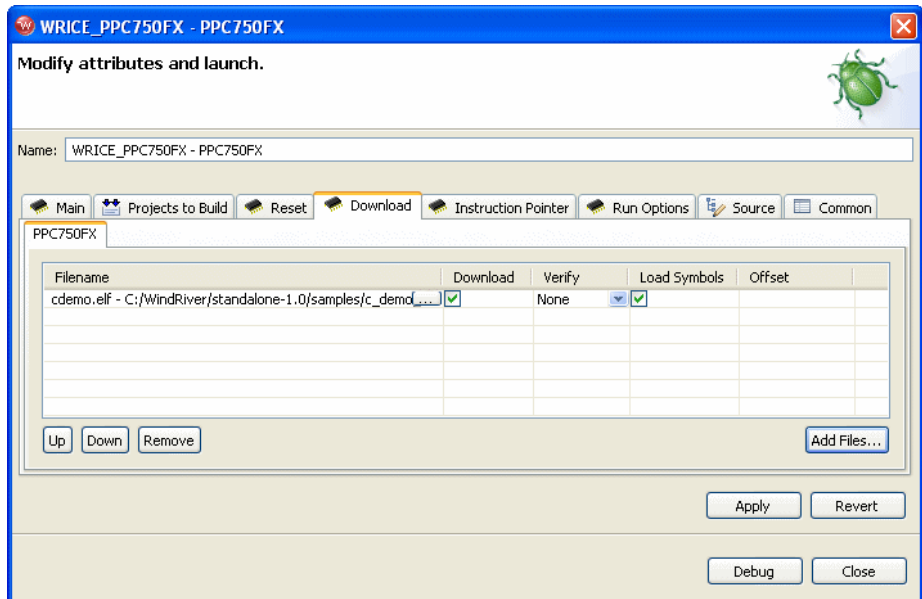 WRICE_PPC750FX - PPC750FX
Modify attributes and launch.
Name: WRICE_PPC750FX - PPC750FX
Main Projects to Build Reset Download Instruction Pointer Run Options Source Common
PPC750FX
Filename Download Verify Load Symbols Offset
cdemo.elf - C:/WindRiver/standalone-1.0/samples/c_demo_ ... None
Up Down Remove Add Files...
Apply Revert
Debug Close